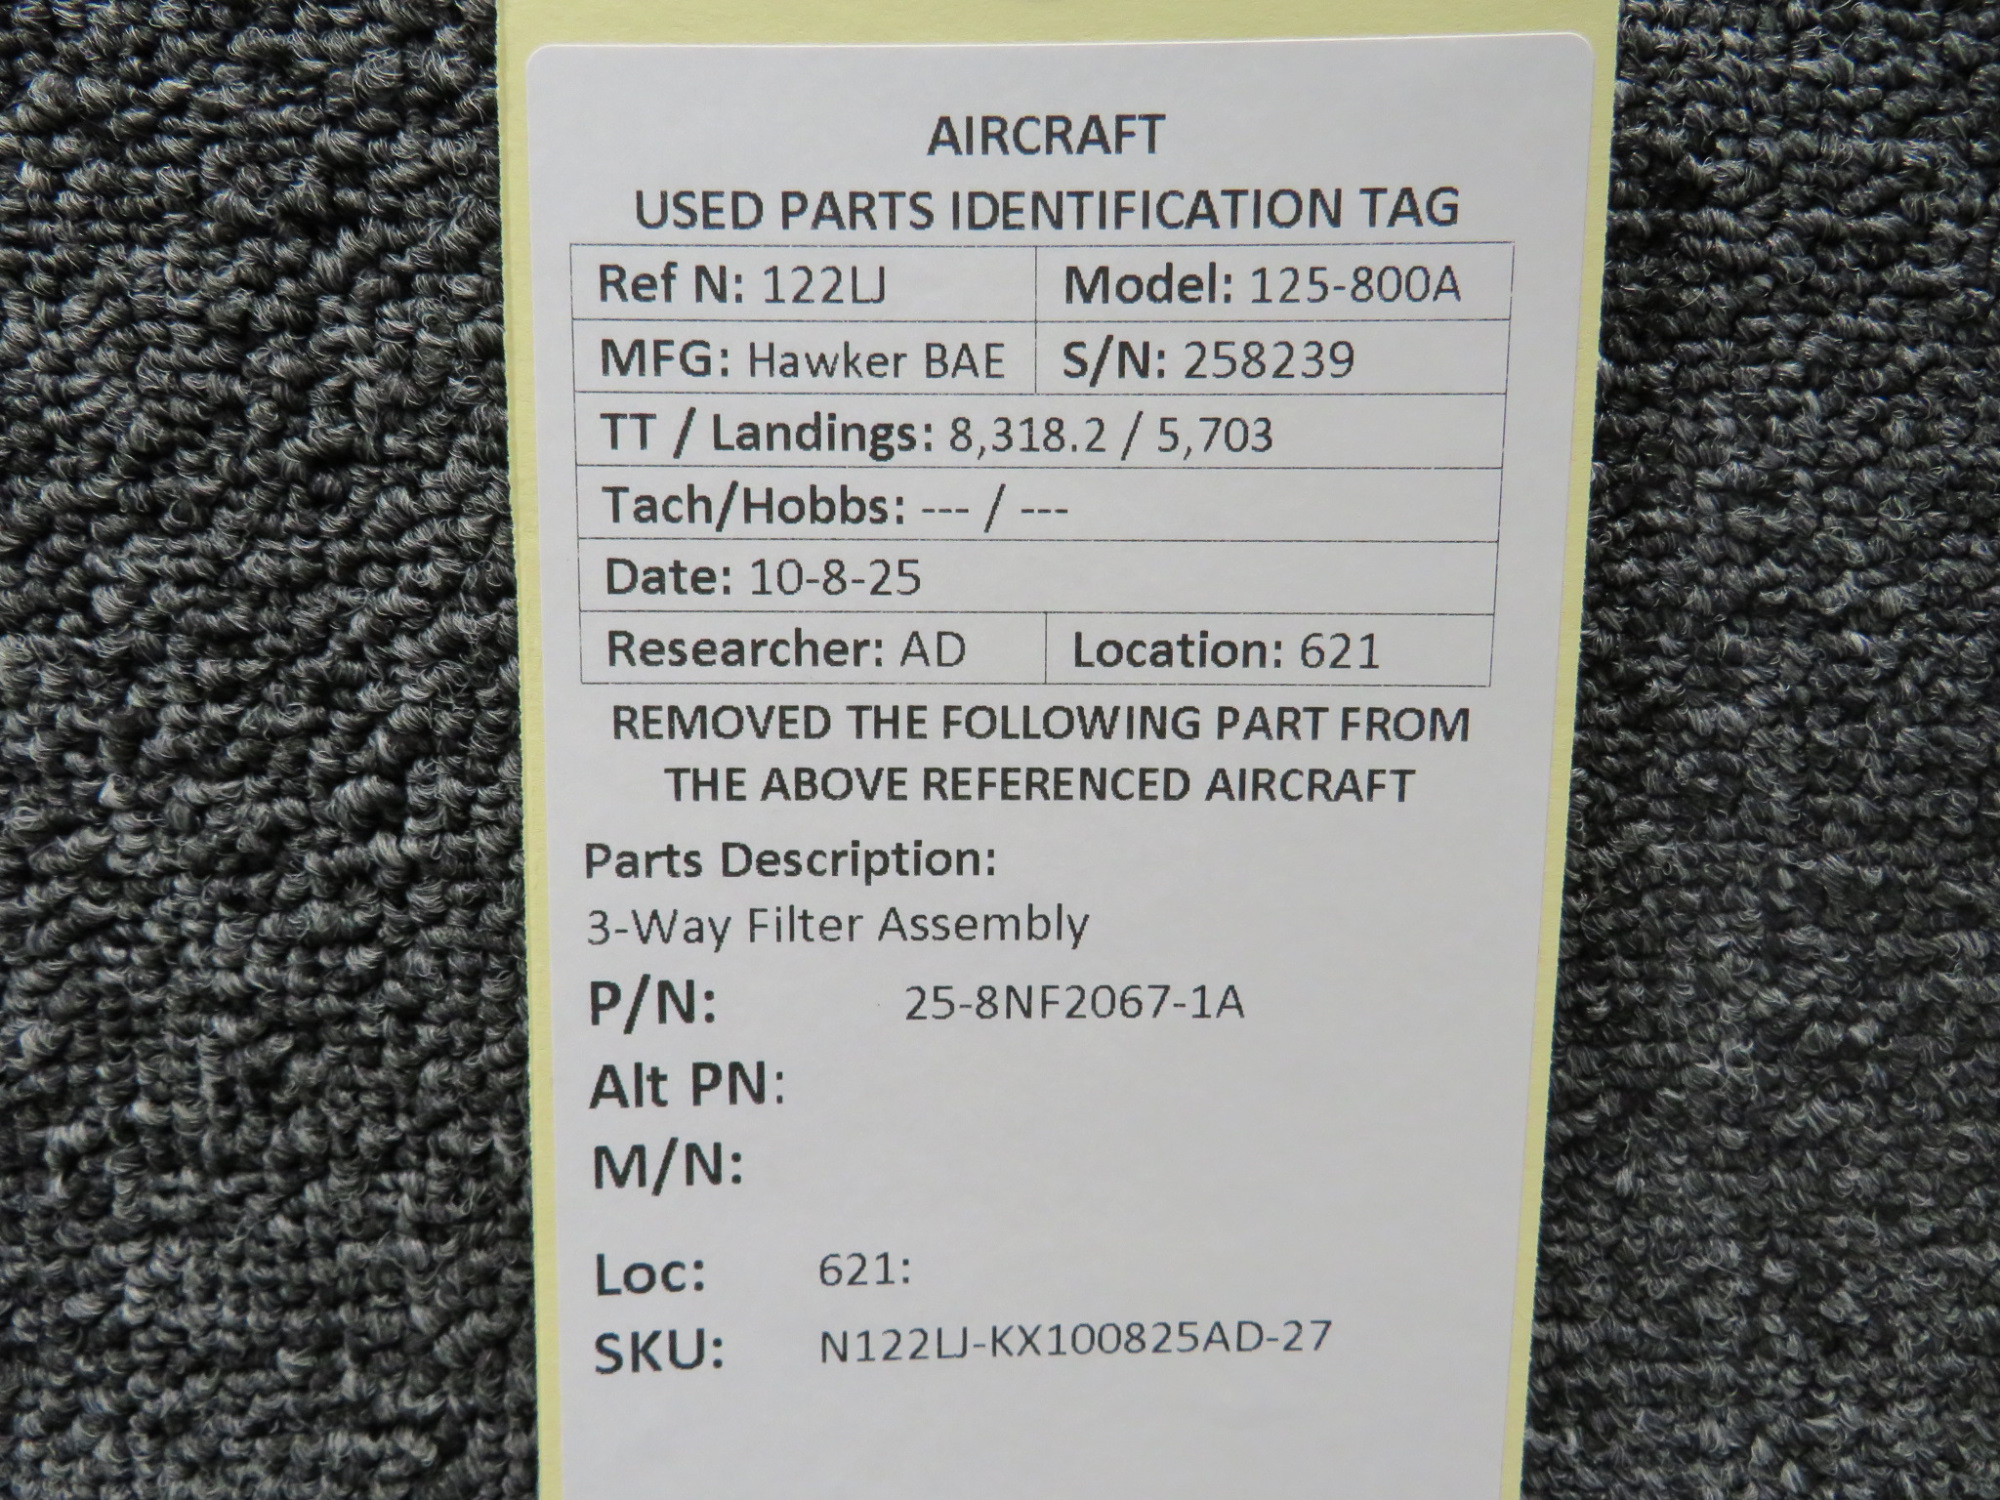 AIRCRAFT
USED PARTS IDENTIFICATION TAG
Ref N: 122LJ Model: 125-800A
MFG: Hawker BAE S/N: 258239
TT / Landings: 8,318.2 / 5,703
Tach/Hobbs: --- / ---
Date: 10-8-25
Researcher: AD Location: 621
REMOVED THE FOLLOWING PART FROM
THE ABOVE REFERENCED AIRCRAFT
Parts Description:
3-Way Filter Assembly
P/N: 25-8NF2067-1A
Alt PN:
M/N:
Loc: 621:
SKU: N122LJ-KX100825AD-27